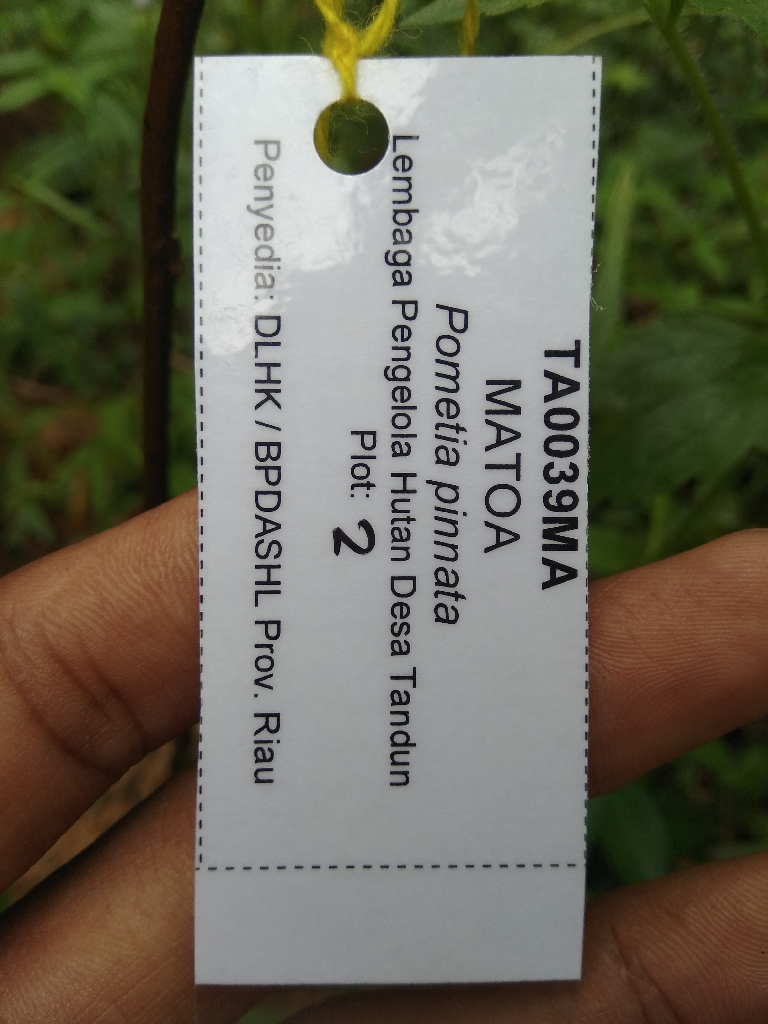 TA0039MA
MATOA
Pometia pinnata
Lembaga Pengelola Hutan Desa Tandun
Plot: 2
Penyedia: DLHK / BPDASHL Prov. Riau